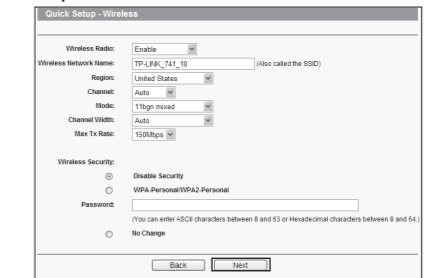 Quick Setup - Wireless
Wireless Radio: Enable
Wireless Network Name: TP-LINK_741_10 (Also called the SSID)
Region: United States
Channel: Auto
Mode: 11bgn mixed
Channel Width: Auto
Max Tx Rate: 150Mbps
Wireless Security:
Disable Security
WPA-Personal/WPA2-Personal
Password:
(You can enter ASCII characters between 8 and 63 or Hexadecimal characters between 8 and 64.)
No Change
Back Next